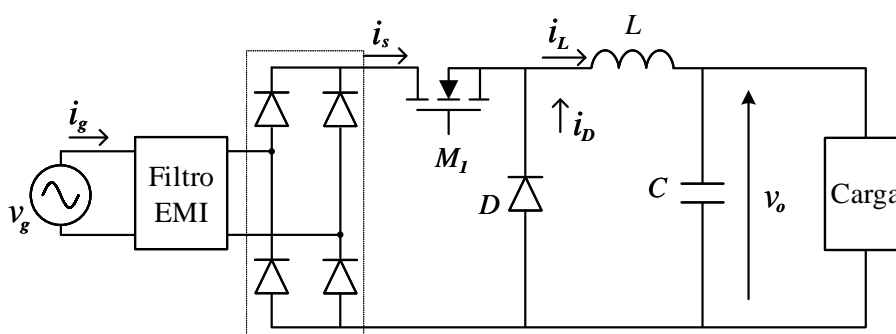 i_s
i_L
L
i_g
i_D
M_1
Filtro
EMI
v_g
D
C
v_o
Carga